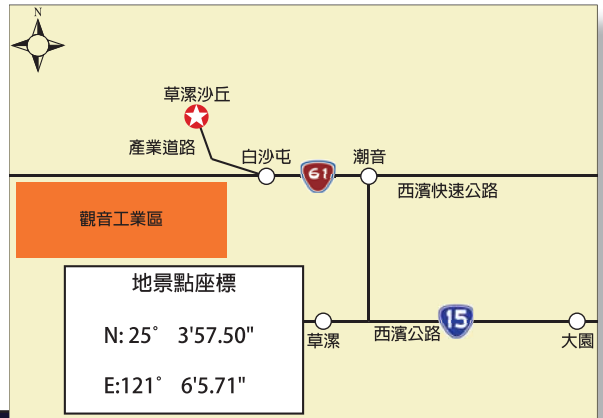 N
草漯沙丘
產業道路
白沙屯
潮音
61
西濱快速公路
觀音工業區
地景點座標
N: 25° 3'57.50"
E:121° 6'5.71"
草漯
西濱公路
15
大園